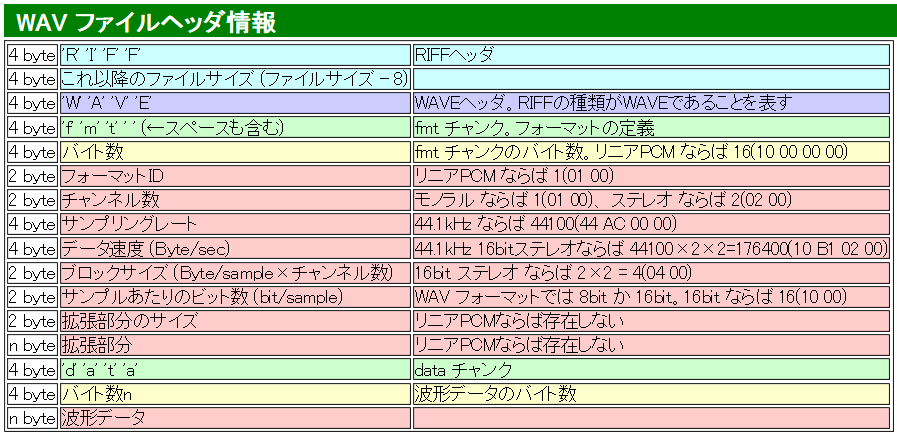 WAV ファイルヘッダ情報
4 byte 'R' 'I' 'F' 'F' RIFFヘッダ
4 byte これ以降のファイルサイズ (ファイルサイズ - 8)
4 byte 'W' 'A' 'V' 'E' WAVEヘッダ。RIFFの種類がWAVEであることを表す
4 byte 'f' 'm' 't' ' ' (←スペースも含む) fmt チャンク。フォーマットの定義
4 byte バイト数 fmt チャンクのバイト数。リニアPCM ならば 16(10 00 00 00)
2 byte フォーマットID リニアPCM ならば 1(01 00)
2 byte チャンネル数 モノラル ならば 1(01 00)、ステレオ ならば 2(02 00)
4 byte サンプリングレート 44.1kHz ならば 44100(44 AC 00 00)
4 byte データ速度 (Byte/sec) 44.1kHz 16bitステレオならば 44100×2×2=176400(10 B1 02 00)
2 byte ブロックサイズ (Byte/sample×チャンネル数) 16bit ステレオ ならば 2×2 = 4(04 00)
2 byte サンプルあたりのビット数 (bit/sample) WAV フォーマットでは 8bit か 16bit。16bit ならば 16(10 00)
2 byte 拡張部分のサイズ リニアPCMならば存在しない
n byte 拡張部分 リニアPCMならば存在しない
4 byte 'd' 'a' 't' 'a' data チャンク
4 byte バイト数n 波形データのバイト数
n byte 波形データ